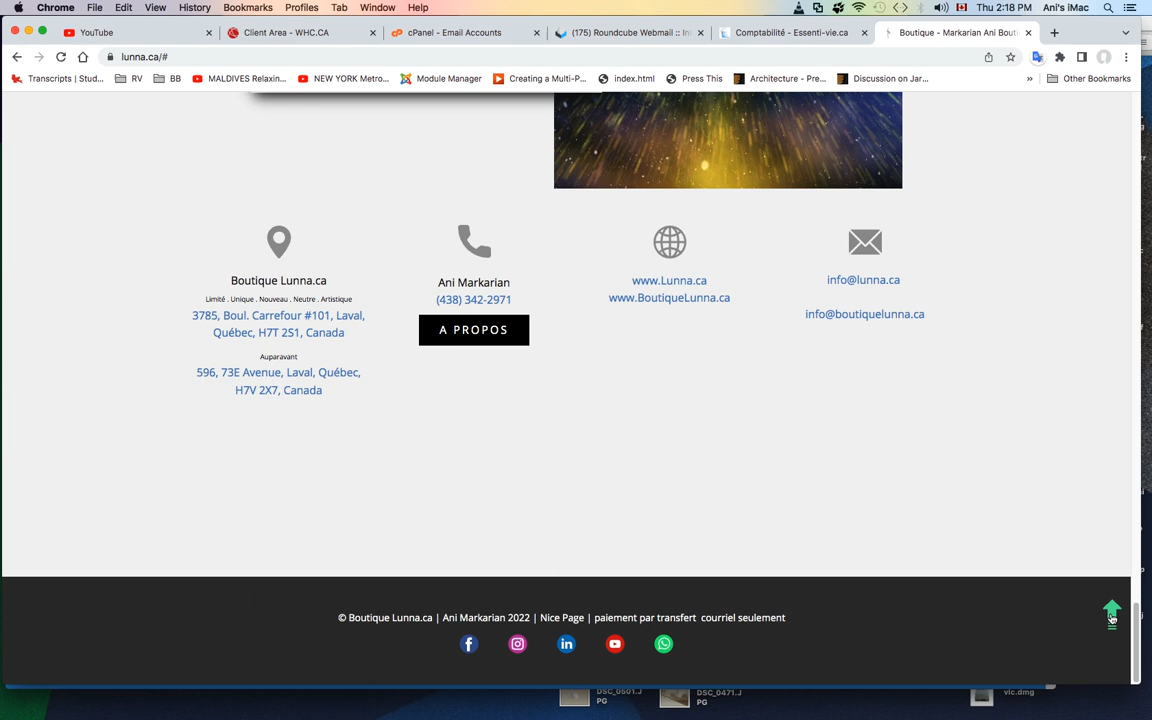 Chrome File Edit View History Bookmarks Profiles Tab Window Help Thu 2:18 PM Ani's iMac
YouTube Client Area - WHC.CA cPanel - Email Accounts (175) Roundcube Webmail :: In Comptabilité - Essenti-vie.ca Boutique - Markarian Ani Bouti
lunna.ca/#
Transcripts | Stud... RV BB MALDIVES Relaxin... NEW YORK Metro... Module Manager Creating a Multi-P... index.html Press This Architecture - Pre... Discussion on Jar... » Other Bookmarks
Boutique Lunna.ca
Limité . Unique . Nouveau . Neutre . Artistique
3785, Boul. Carrefour #101, Laval,
Québec, H7T 2S1, Canada
Auparavant
596, 73E Avenue, Laval, Québec,
H7V 2X7, Canada
Ani Markarian
(438) 342-2971
A PROPOS
www.Lunna.ca
www.BoutiqueLunna.ca
info@lunna.ca
info@boutiquelunna.ca
© Boutique Lunna.ca | Ani Markarian 2022 | Nice Page | paiement par transfert courriel seulement
DSC_0501.J
PG
DSC_0471.J
PG
vlc.dmg